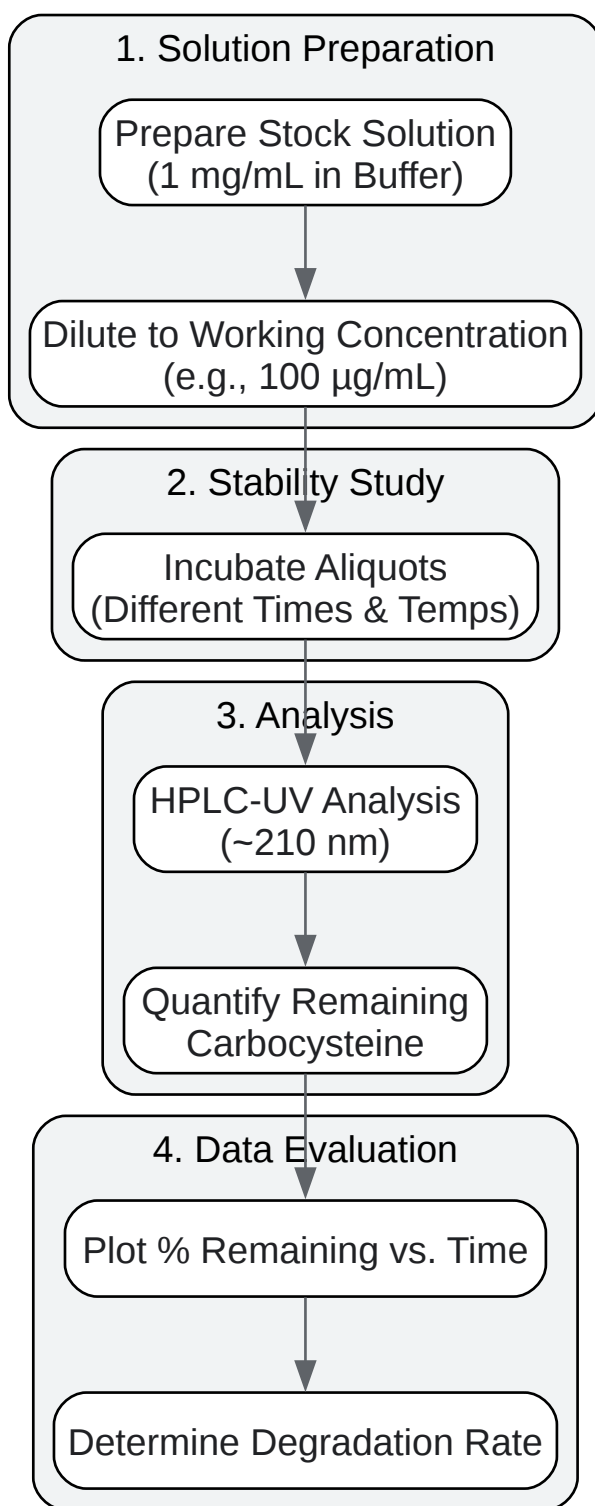 1. Solution Preparation
Prepare Stock Solution
(1 mg/mL in Buffer)
Dilute to Working Concentration
(e.g., 100 µg/mL)
2. Stability Study
Incubate Aliquots
(Different Times & Temps)
3. Analysis
HPLC-UV Analysis
(~210 nm)
Quantify Remaining
Carbocysteine
4. Data Evaluation
Plot % Remaining vs. Time
Determine Degradation Rate